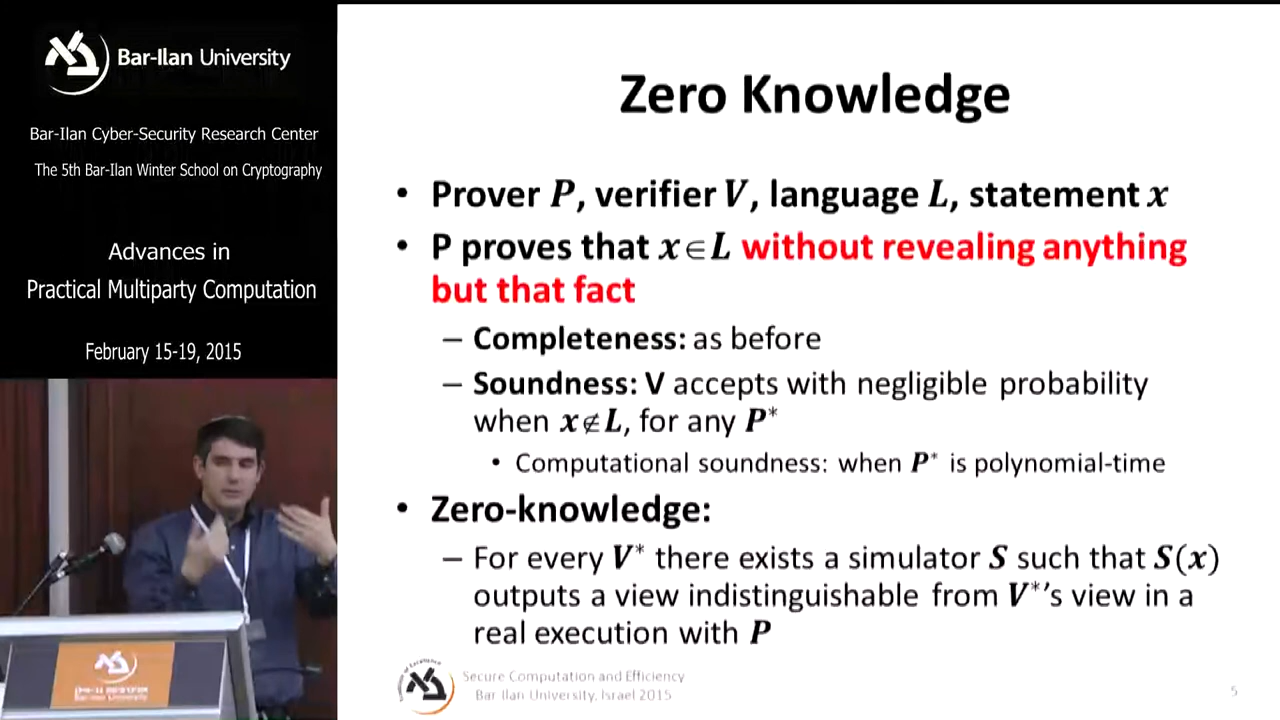 Bar-Ilan University
Bar-Ilan Cyber-Security Research Center
The 5th Bar-Ilan Winter School on Cryptography
Advances in
Practical Multiparty Computation
February 15-19, 2015
Zero Knowledge
• Prover P, verifier V, language L, statement x
• P proves that x∈L without revealing anything
but that fact
– Completeness: as before
– Soundness: V accepts with negligible probability
when x∉L, for any P*
• Computational soundness: when P* is polynomial-time
• Zero-knowledge:
– For every V* there exists a simulator S such that S(x)
outputs a view indistinguishable from V*'s view in a
real execution with P
Secure Computation and Efficiency
Bar Ilan University, Israel 2015
5
Bar-Ilan University